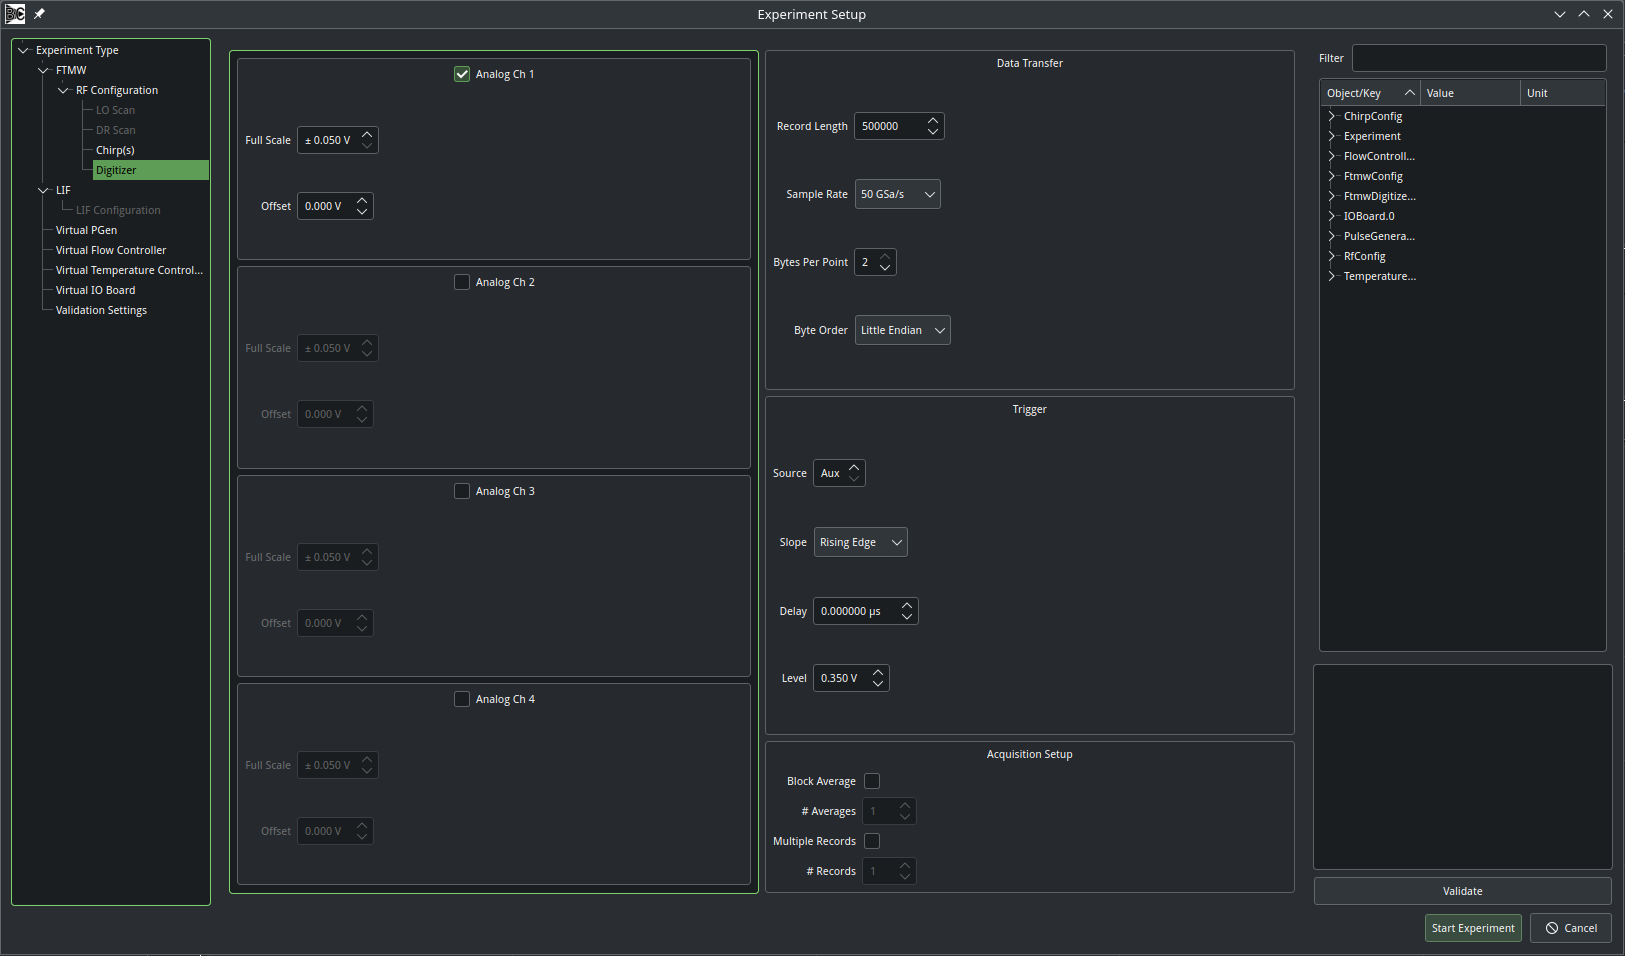 Experiment Setup
Experiment Type
FTMW
RF Configuration
LO Scan
DR Scan
Chirp(s)
Digitizer
LIF
LIF Configuration
Virtual PGen
Virtual Flow Controller
Virtual Temperature Control...
Virtual IO Board
Validation Settings
Analog Ch 1
Full Scale ± 0.050 V
Offset 0.000 V
Analog Ch 2
Full Scale ± 0.050 V
Offset 0.000 V
Analog Ch 3
Full Scale ± 0.050 V
Offset 0.000 V
Analog Ch 4
Full Scale ± 0.050 V
Offset 0.000 V
Data Transfer
Record Length 500000
Sample Rate 50 GSa/s
Bytes Per Point 2
Byte Order Little Endian
Trigger
Source Aux
Slope Rising Edge
Delay 0.000000 µs
Level 0.350 V
Acquisition Setup
Block Average
# Averages 1
Multiple Records
# Records 1
Filter
Object/Key Value Unit
ChirpConfig
Experiment
FlowControll...
FtmwConfig
FtmwDigitize...
IOBoard.0
PulseGenera...
RfConfig
Temperature...
Validate
Start Experiment Cancel